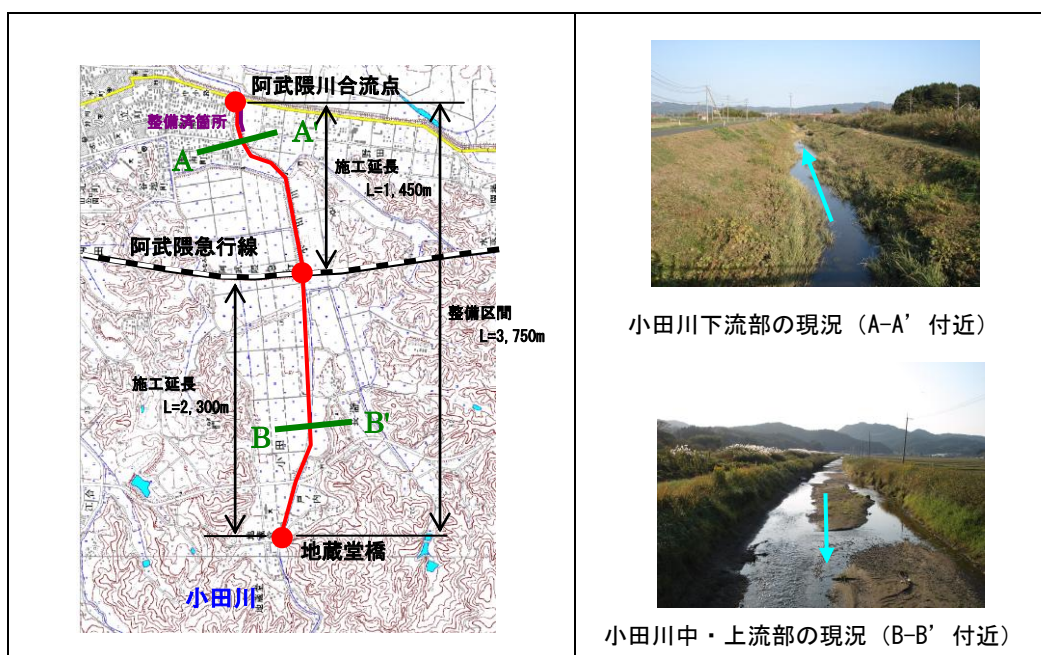 阿武隈川合流点
整備済箇所
A
A'
施工延長
L=1,450m
阿武隈急行線
整備区間
L=3,750m
施工延長
L=2,300m
B
B'
地蔵堂橋
小田川
小田川下流部の現況（A-A’付近）
小田川中・上流部の現況（B-B’付近）